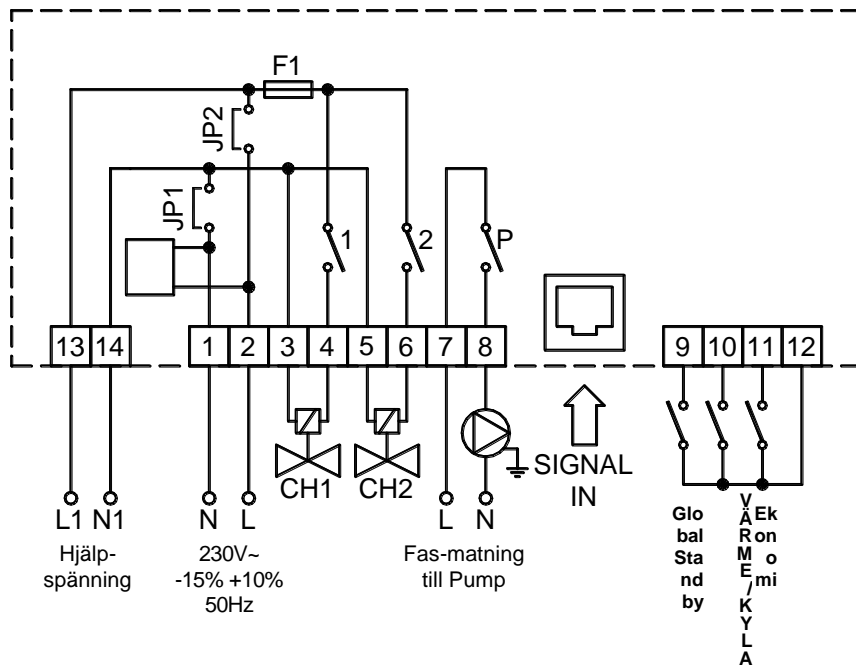 F1
JP2
JP1
1
2
P
13 14 1 2 3 4 5 6 7 8 9 10 11 12
CH1 CH2
SIGNAL
IN
L1 N1 N L L N
Hjälp-
spänning
230V~
-15% +10%
50Hz
Fas-matning
till Pump
Glo
bal
Sta
nd
by
VÄRME/KYLA
Ek
on
o
mi